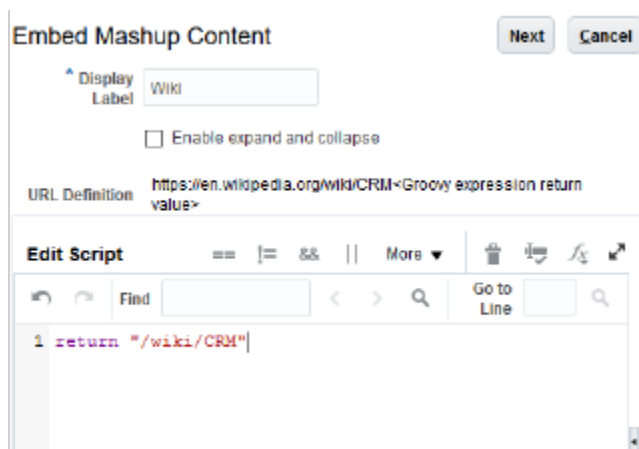 Embed Mashup Content Next Cancel
* Display Label Wiki
Enable expand and collapse
URL Definition https://en.wikipedia.org/wiki/CRM<Groovy expression return
value>
Edit Script == != && || More ▼
Find Go to Line
1 return "/wiki/CRM"